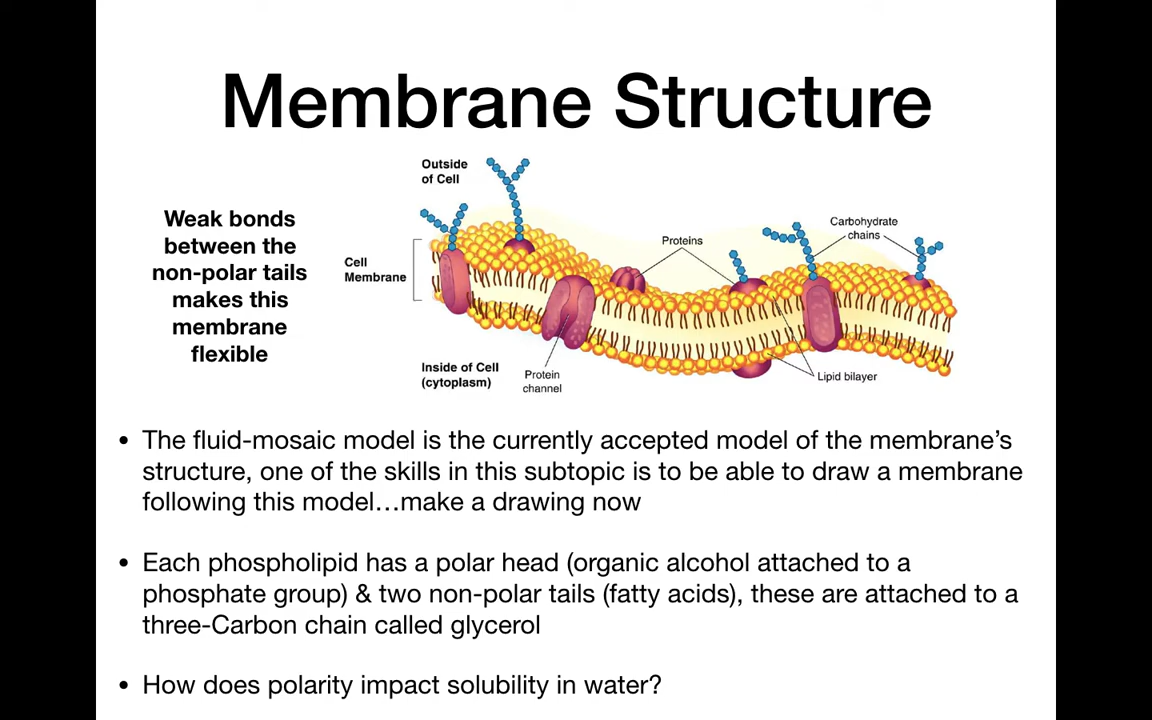 Membrane Structure
Weak bonds
between the
non-polar tails
makes this
membrane
flexible
Outside
of Cell
Cell
Membrane
Inside of Cell
(cytoplasm)
Protein
channel
Proteins
Carbohydrate
chains
Lipid bilayer
• The fluid-mosaic model is the currently accepted model of the membrane’s
structure, one of the skills in this subtopic is to be able to draw a membrane
following this model…make a drawing now
• Each phospholipid has a polar head (organic alcohol attached to a
phosphate group) & two non-polar tails (fatty acids), these are attached to a
three-Carbon chain called glycerol
• How does polarity impact solubility in water?